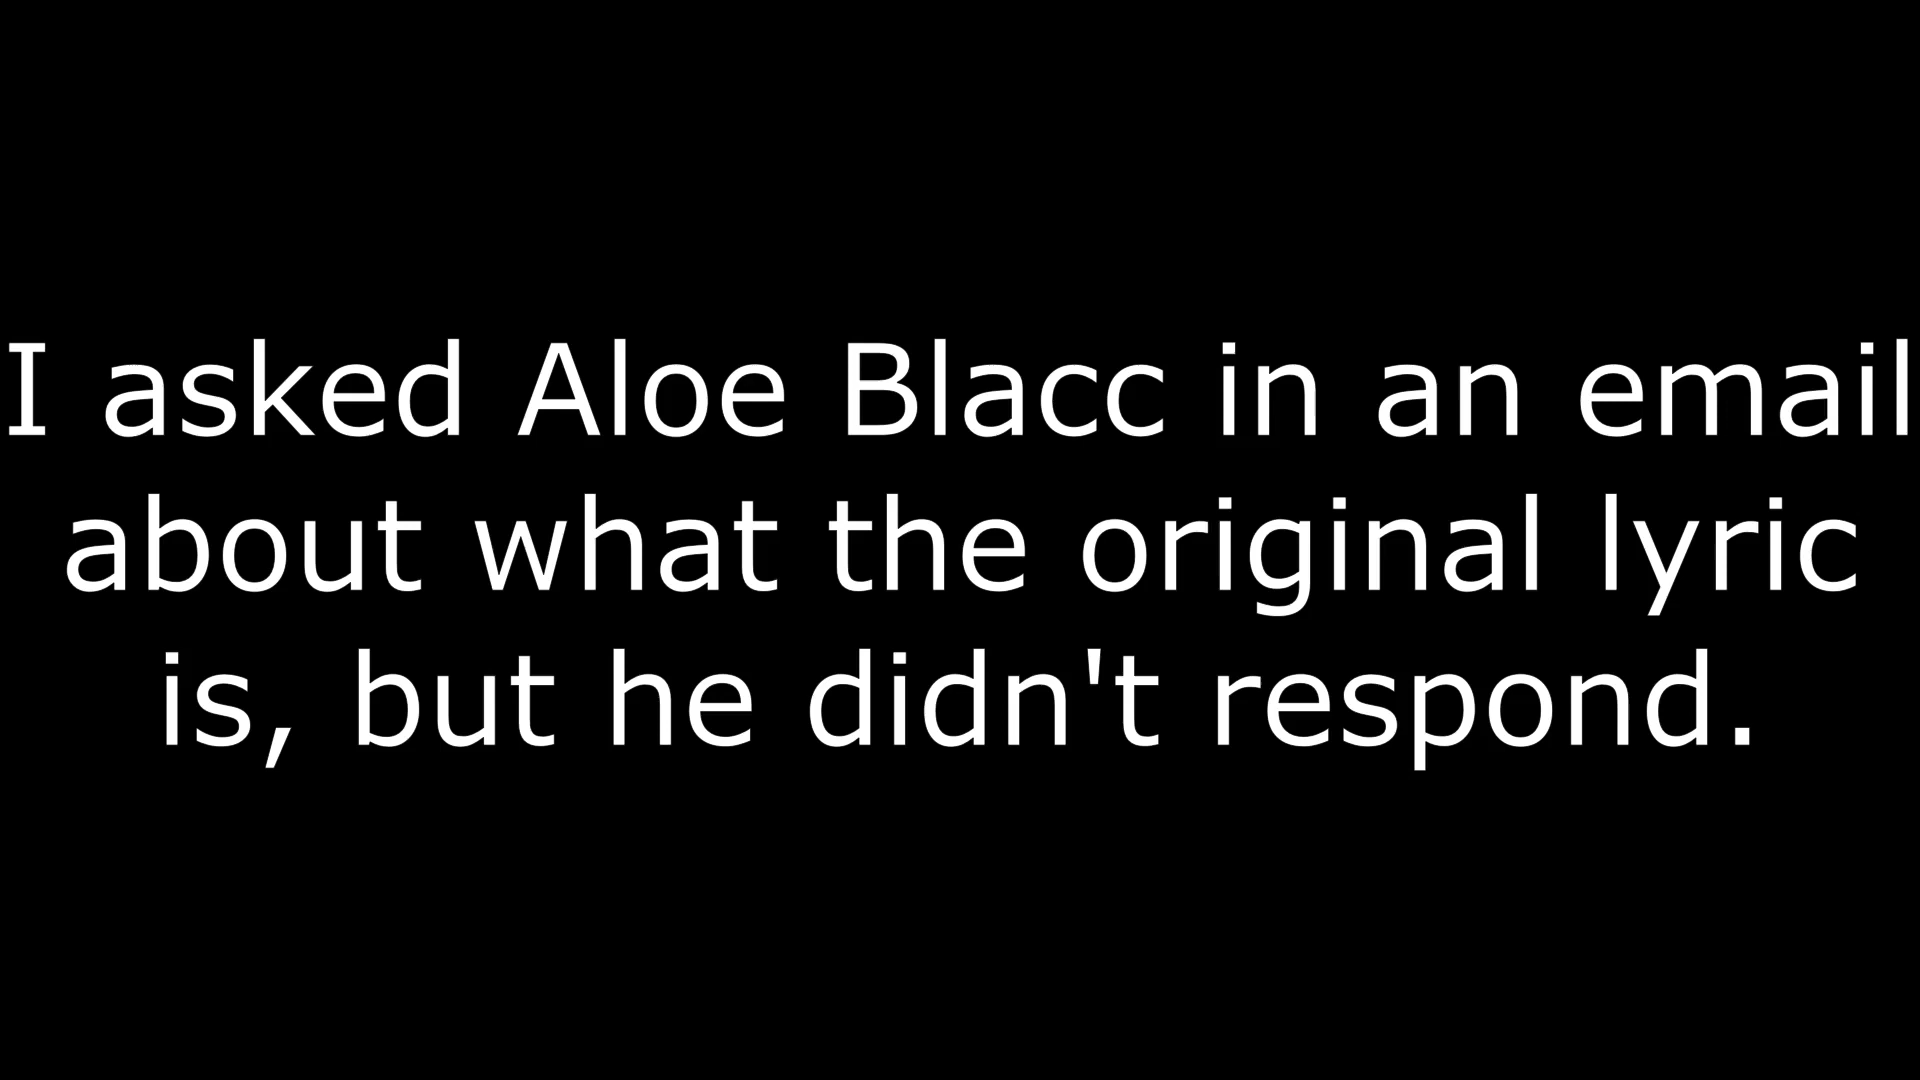 I asked Aloe Blacc in an email
about what the original lyric
is, but he didn't respond.